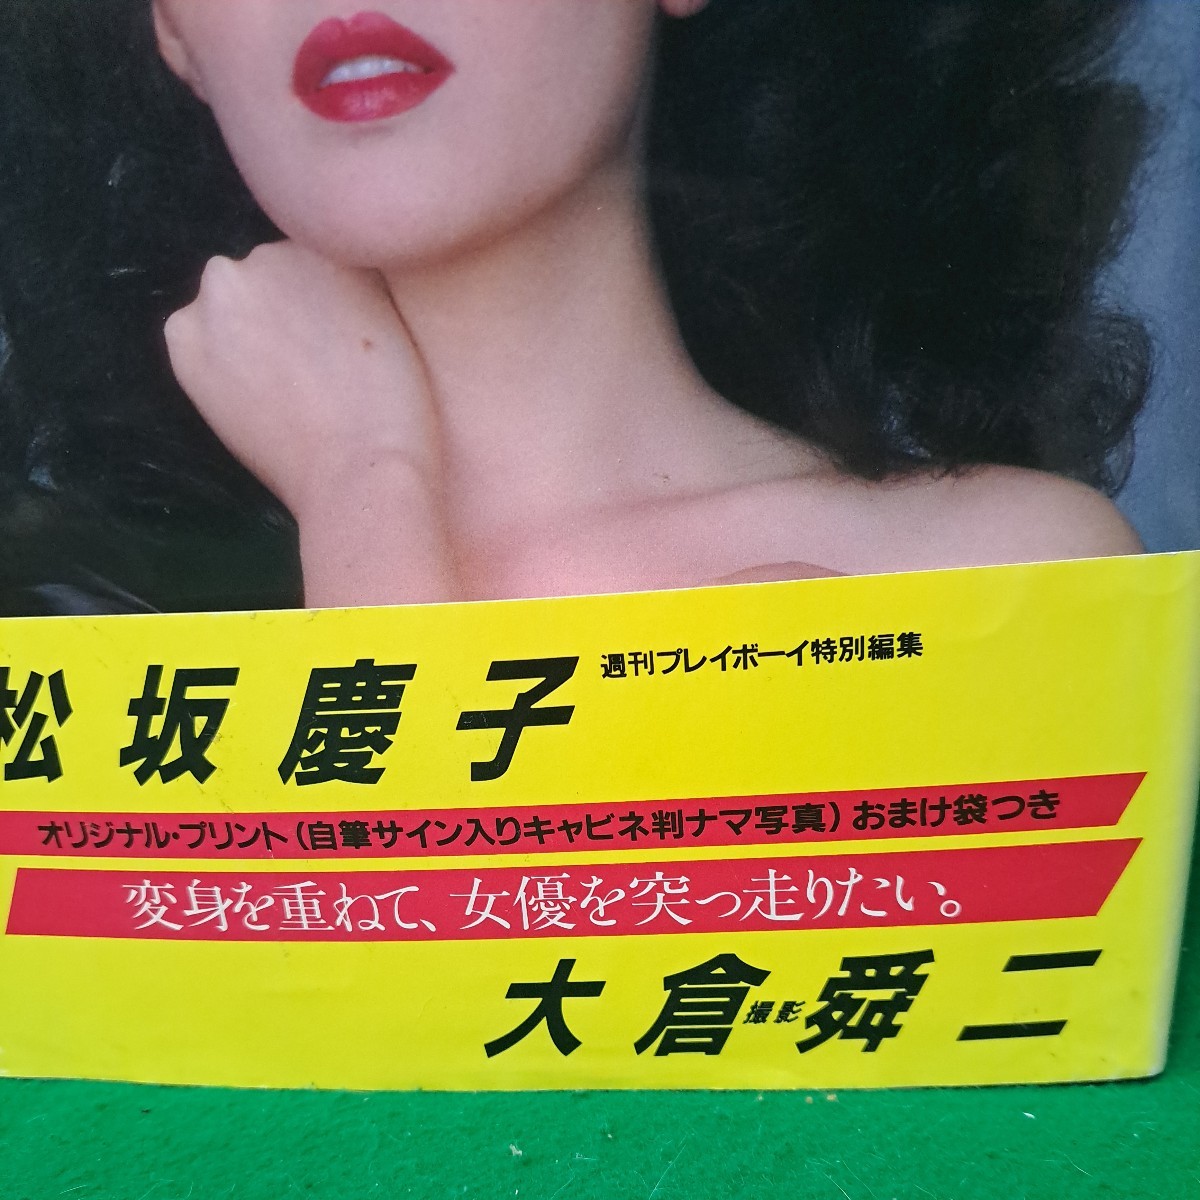 松坂慶子
週刊プレイボーイ特別編集
オリジナル・プリント(自筆サイン入りキャビネ判ナマ写真)おまけ袋つき
変身を重ねて、女優を突っ走りたい。
大倉舜二
撮影